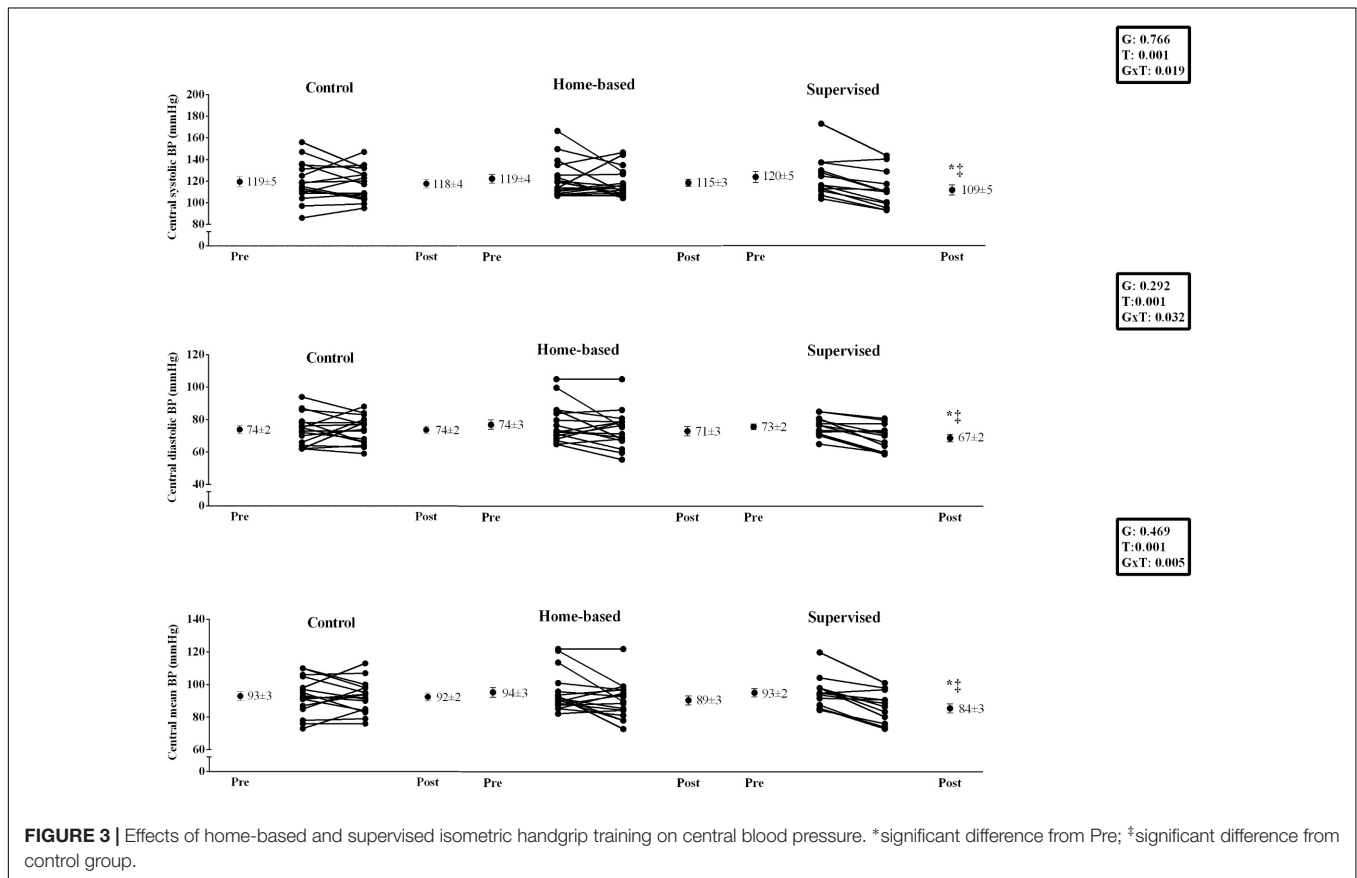 G: 0.766
T: 0.001
GxT: 0.019
Control
Home-based
Supervised
Central systolic BP (mmHg)
200
180
160
140
120
100
80
0
119±5
118±4
119±4
115±3
120±5
*‡
109±5
Pre
Post
Pre
Post
Pre
Post
G: 0.292
T:0.001
GxT: 0.032
Control
Home-based
Supervised
Central diastolic BP (mmHg)
120
100
80
60
40
0
74±2
74±2
74±3
71±3
73±2
*‡
67±2
Pre
Post
Pre
Post
Pre
Post
G: 0.469
T:0.001
GxT: 0.005
Control
Home-based
Supervised
Central mean BP (mmHg)
140
120
100
80
60
0
93±3
92±2
94±3
89±3
93±2
*‡
84±3
Pre
Post
Pre
Post
Pre
Post
FIGURE 3 | Effects of home-based and supervised isometric handgrip training on central blood pressure. *significant difference from Pre; ‡significant difference from
control group.